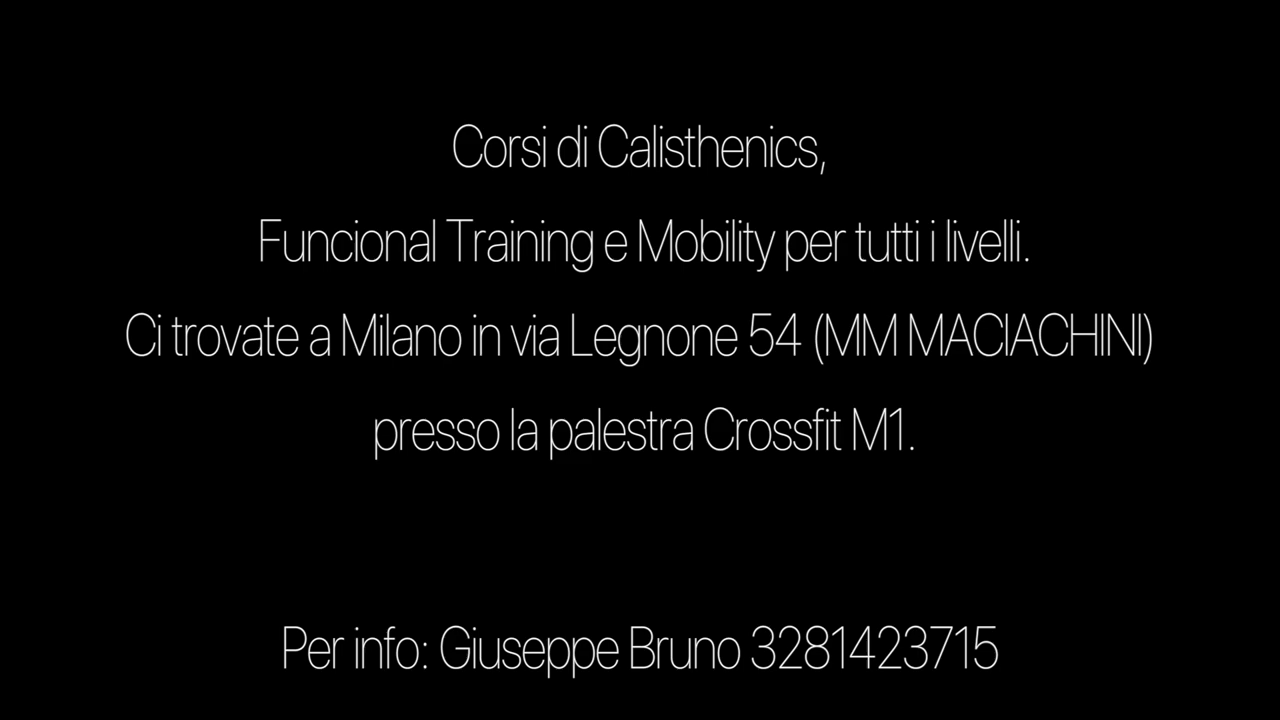 Corsi di Calisthenics,
Funcional Training e Mobility per tutti i livelli.
Ci trovate a Milano in via Legnone 54 (MM MACIACHINI)
presso la palestra Crossfit M1.
Per info: Giuseppe Bruno 3281423715